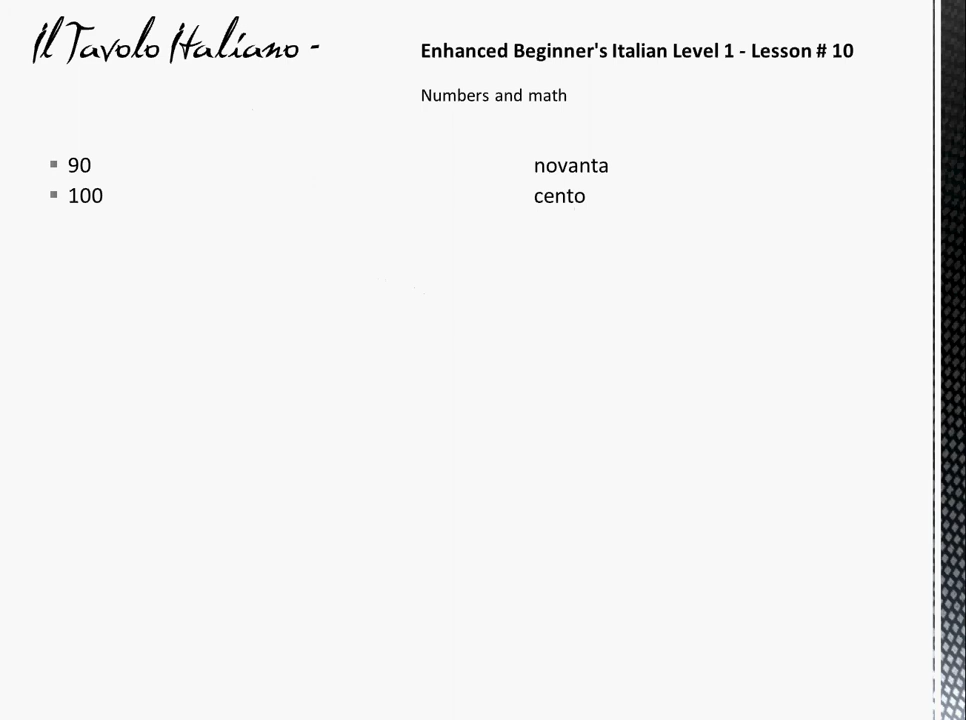 Il Tavolo Italiano -
Enhanced Beginner's Italian Level 1 - Lesson # 10
Numbers and math
▪ 90 novanta
▪ 100 cento